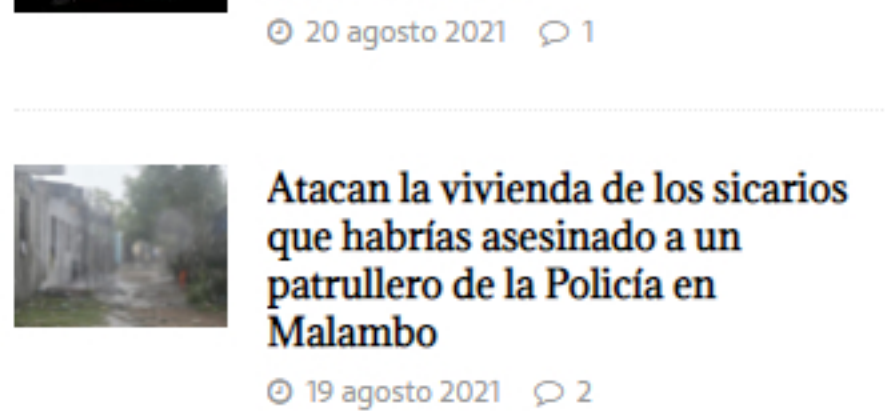 20 agosto 2021 1
Atacan la vivienda de los sicarios
que habrías asesinado a un
patrullero de la Policía en
Malambo
19 agosto 2021 2